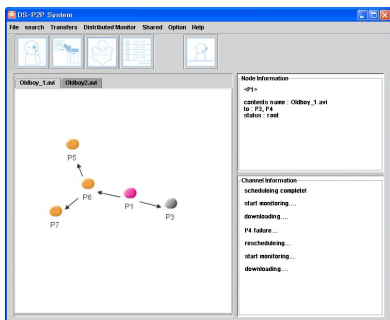 DS-P2P System
File search Transfers Distributed Monitor Shared Option Help
Oldboy_1.avi Oldboy2.avi
P5
P6
P1
P3
P7
Node Information
<P1>
contents name : Oldboy_1.avi
to : P3, P4
status : root
Channel Information
scheduleing complete!
start monitoring....
downloading....
P4 failure...
rescheduleing...
start monitoring...
downloading....